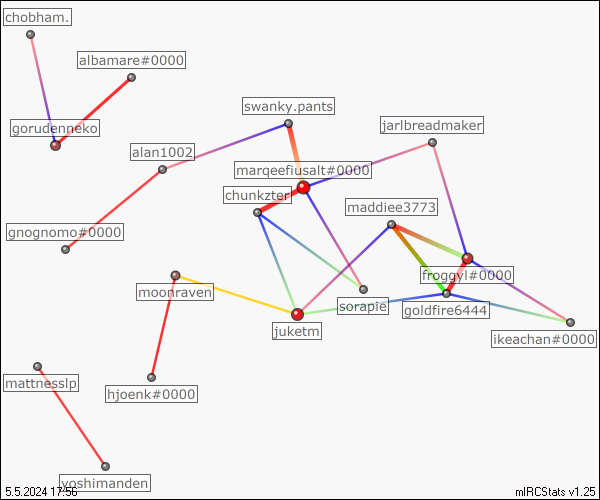 chobham.
albamare#0000
swanky.pants
gorudenneko
jarlbreadmaker
alan1002
marqeefiusalt#0000
chunkzter
maddiee3773
gnognomo#0000
froggyl#0000
moonraven
sorapie
goldfire6444
juketm
ikeachan#0000
mattnesslp
hjoenk#0000
yoshimanden
5.5.2024 17:56
mIRCStats v1.25